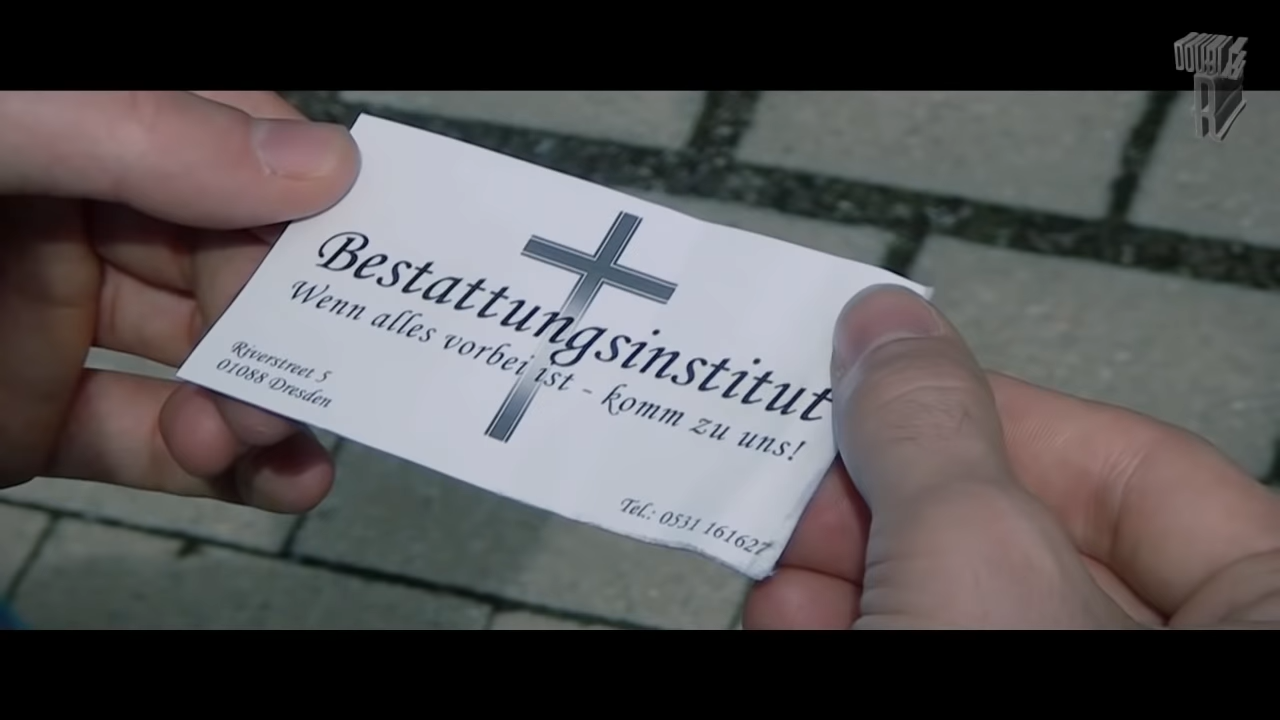 Bestattungsinstitut
Wenn alles vorbei ist - komm zu uns!
Riverstreet 5
01088 Dresden
Tel.: 0531 161627